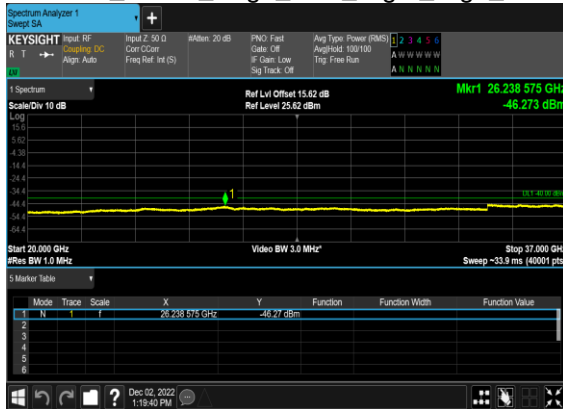 Spectrum Analyzer 1
Swept SA
+
KEYSIGHT
R T
Input: RF
Coupling: DC
Align: Auto
Input Z: 50 Ω
Corr CCorr
Freq Ref: Int (S)
#Atten: 20 dB
PNO: Fast
Gate: Off
IF Gain: Low
Sig Track: Off
Avg Type: Power (RMS)
Avg|Hold: 100/100
Trig: Free Run
1 2 3 4 5 6
A W W W W W
A N N N N N
1 Spectrum
Scale/Div 10 dB
Ref Lvl Offset 15.62 dB
Ref Level 25.62 dBm
Mkr1 26.238 575 GHz
-46.273 dBm
Log
15.6
5.62
-4.38
-14.4
-24.4
-34.4
-44.4
-54.4
-64.4
1
Start 20.000 GHz
#Res BW 1.0 MHz
Video BW 3.0 MHz*
Stop 37.000 GHz
Sweep ~33.9 ms (40001 pts
5 Marker Table
Mode Trace Scale X Y Function Function Width Function Value
1 N 1 f 26.238 575 GHz -46.27 dBm
2
3
4
5
6
?
Dec 02, 2022
1:19:40 PM